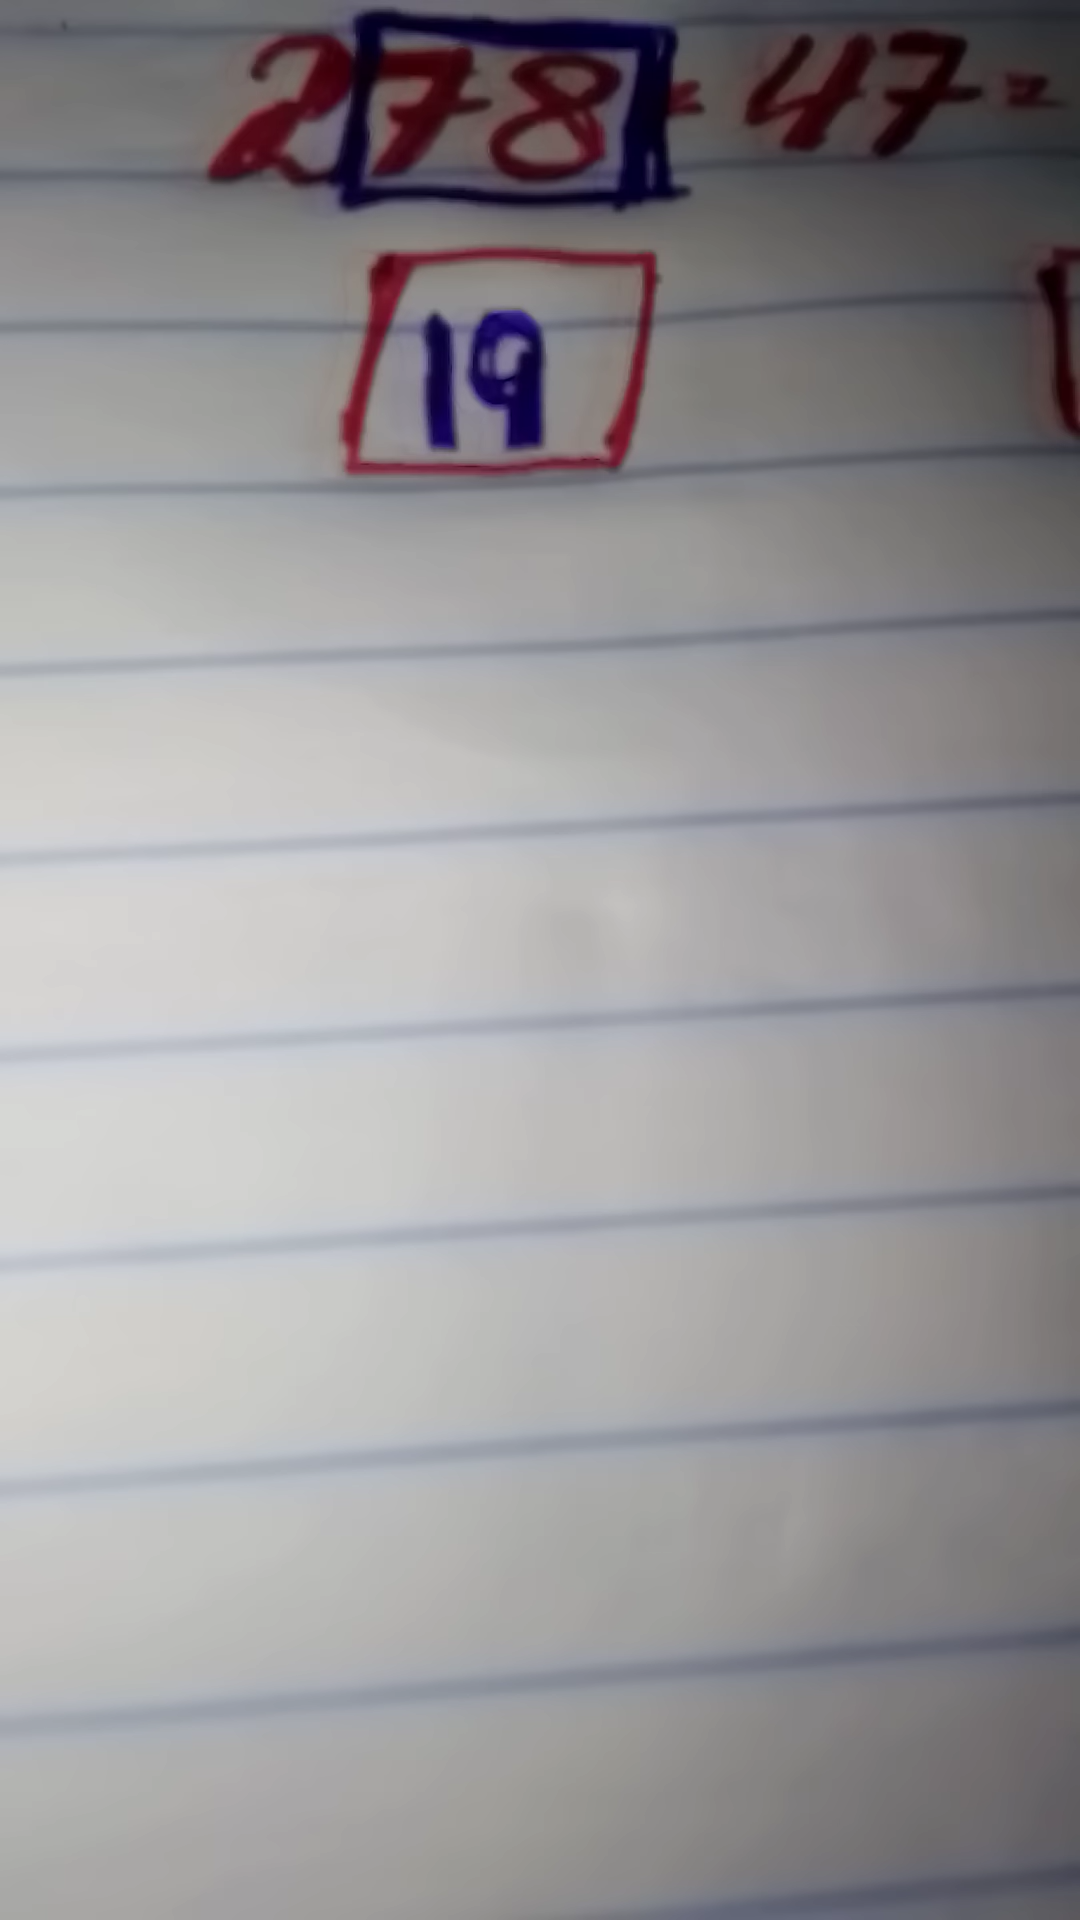 278 = 47 =
19